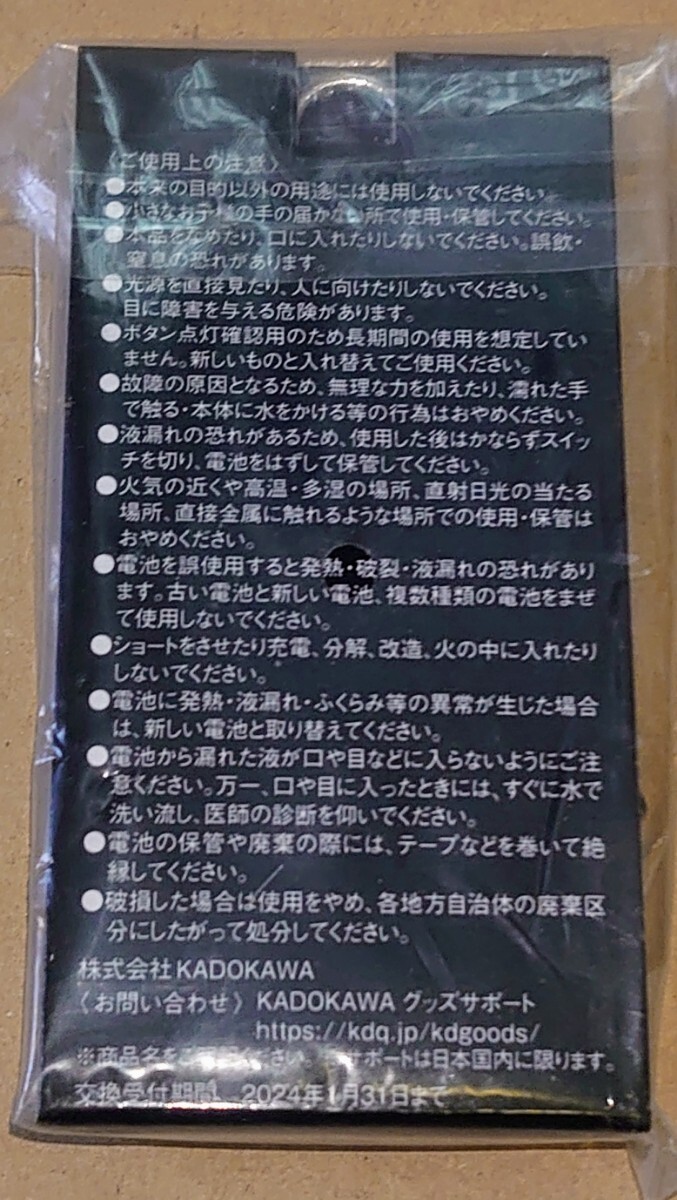 〈ご使用上の注意〉
●本来の目的以外の用途には使用しないでください。
●小さなお子様の手の届かない所で使用・保管してください。
●本品をなめたり、口に入れたりしないでください。誤飲・
窒息の恐れがあります。
●光源を直接見たり、人に向けたりしないでください。
目に障害を与える危険があります。
●ボタン点灯確認用のため長期間の使用を想定してい
ません。新しいものと入れ替えてご使用ください。
●故障の原因となるため、無理な力を加えたり、濡れた手
で触る・本体に水をかける等の行為はおやめください。
●液漏れの恐れがあるため、使用した後はかならずスイッ
チを切り、電池をはずして保管してください。
●火気の近くや高温・多湿の場所、直射日光の当たる
場所、直接金属に触れるような場所での使用・保管は
おやめください。
●電池を誤使用すると発熱・破裂・液漏れの恐れがあり
ます。古い電池と新しい電池、複数種類の電池をまぜ
て使用しないでください。
●ショートをさせたり充電、分解、改造、火の中に入れたり
しないでください。
●電池に発熱・液漏れ・ふくらみ等の異常が生じた場合
は、新しい電池と取り替えてください。
●電池から漏れた液が口や目などに入らないようにご注
意ください。万一、口や目に入ったときには、すぐに水で
洗い流し、医師の診断を仰いでください。
●電池の保管や廃棄の際には、テープなどを巻いて絶
縁してください。
●破損した場合は使用をやめ、各地方自治体の廃棄区
分にしたがって処分してください。
株式会社KADOKAWA
〈お問い合わせ〉 KADOKAWA グッズサポート
https://kdq.jp/kdgoods/
※商品名をご ください。 サポートは日本国内に限ります。
交換受付期間 2024年1月31日まで